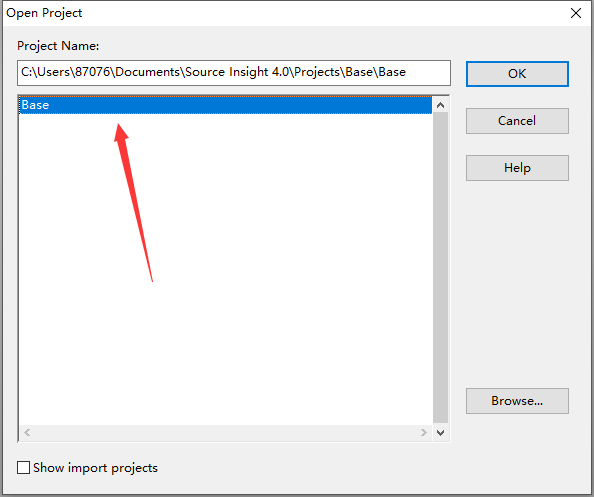 Open Project
Project Name:
C:\Users\87076\Documents\Source Insight 4.0\Projects\Base\Base
OK
Base
Cancel
Help
Browse...
Show import projects